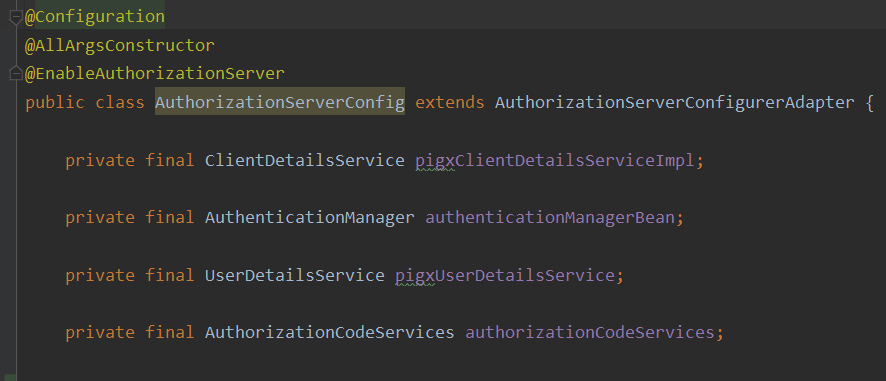 @Configuration
@AllArgsConstructor
@EnableAuthorizationServer
public class AuthorizationServerConfig extends AuthorizationServerConfigurerAdapter {
private final ClientDetailsService pigxClientDetailsServiceImpl;
private final AuthenticationManager authenticationManagerBean;
private final UserDetailsService pigxUserDetailsService;
private final AuthorizationCodeServices authorizationCodeServices;